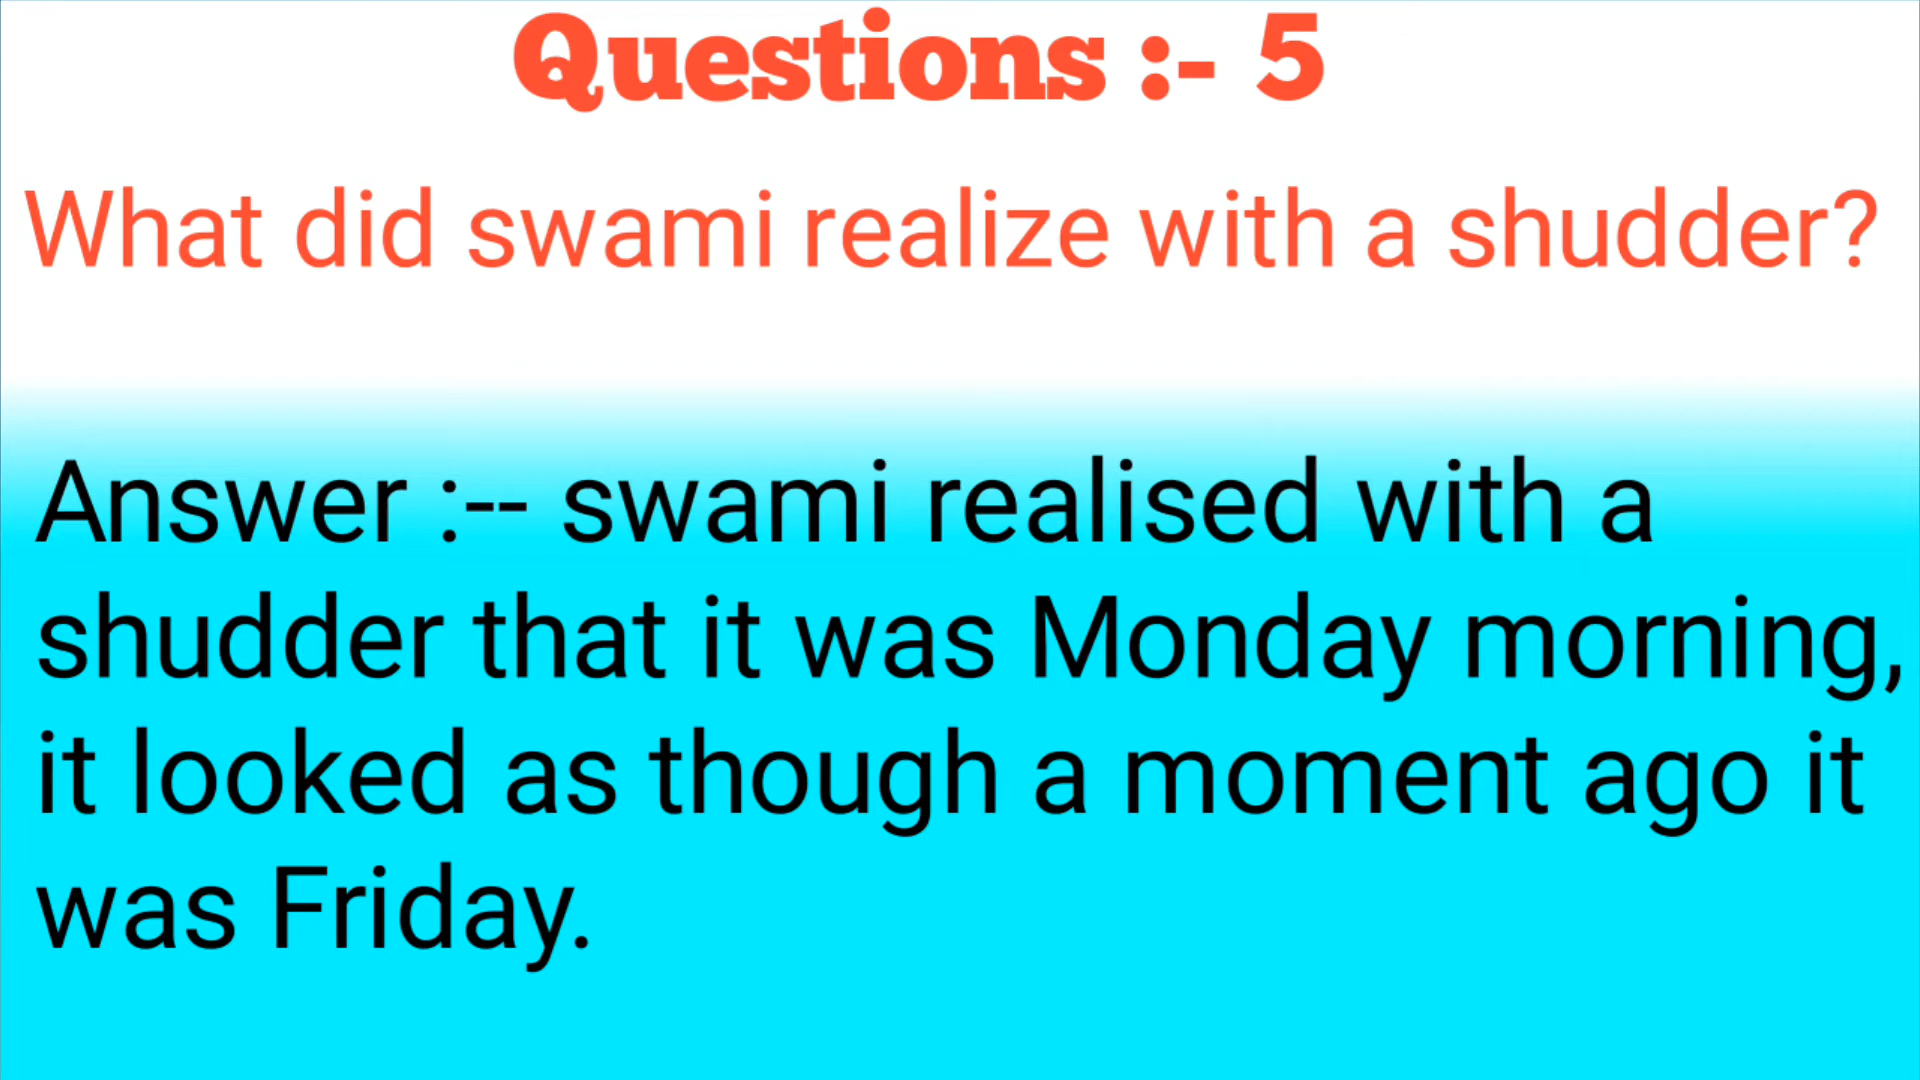 Questions :- 5
What did swami realize with a shudder?
Answer :-- swami realised with a
shudder that it was Monday morning,
it looked as though a moment ago it
was Friday.